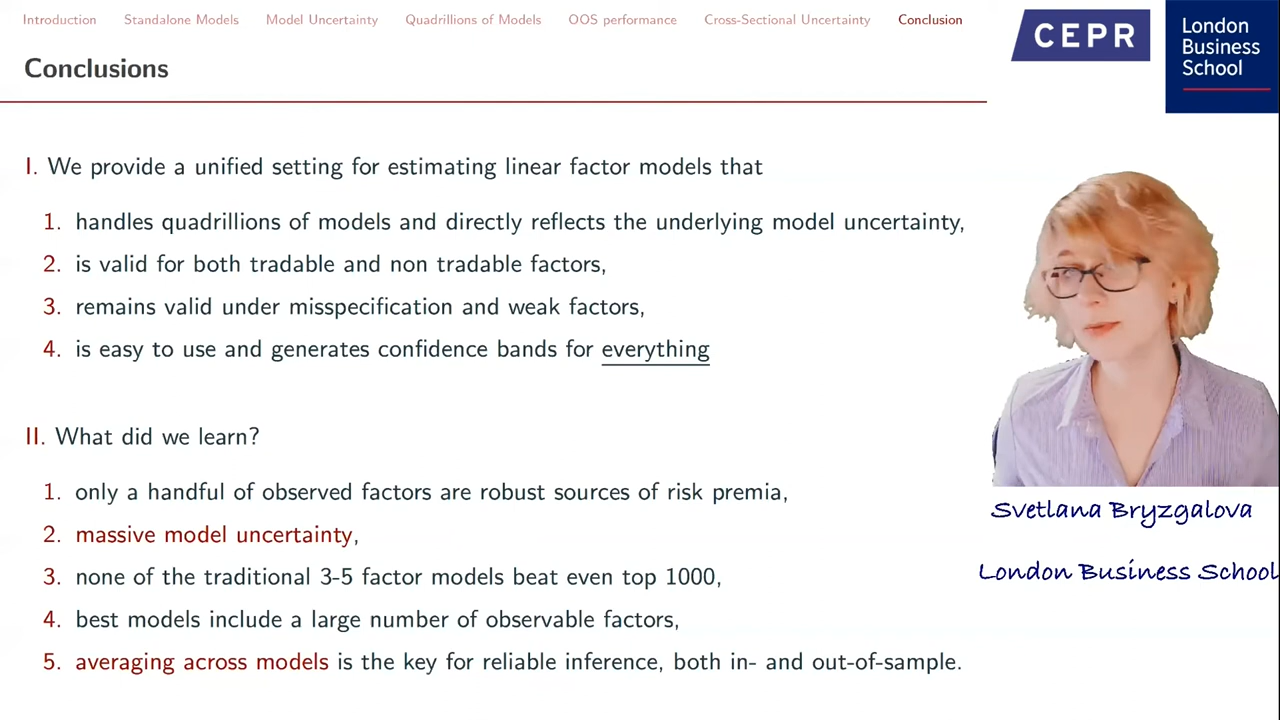 Introduction Standalone Models Model Uncertainty Quadrillions of Models OOS performance Cross-Sectional Uncertainty Conclusion
CEPR
London
Business
School
Conclusions
I. We provide a unified setting for estimating linear factor models that
1. handles quadrillions of models and directly reflects the underlying model uncertainty,
2. is valid for both tradable and non tradable factors,
3. remains valid under misspecification and weak factors,
4. is easy to use and generates confidence bands for everything
II. What did we learn?
1. only a handful of observed factors are robust sources of risk premia,
2. massive model uncertainty,
3. none of the traditional 3-5 factor models beat even top 1000,
4. best models include a large number of observable factors,
5. averaging across models is the key for reliable inference, both in- and out-of-sample.
Svetlana Bryzgalova
London Business School